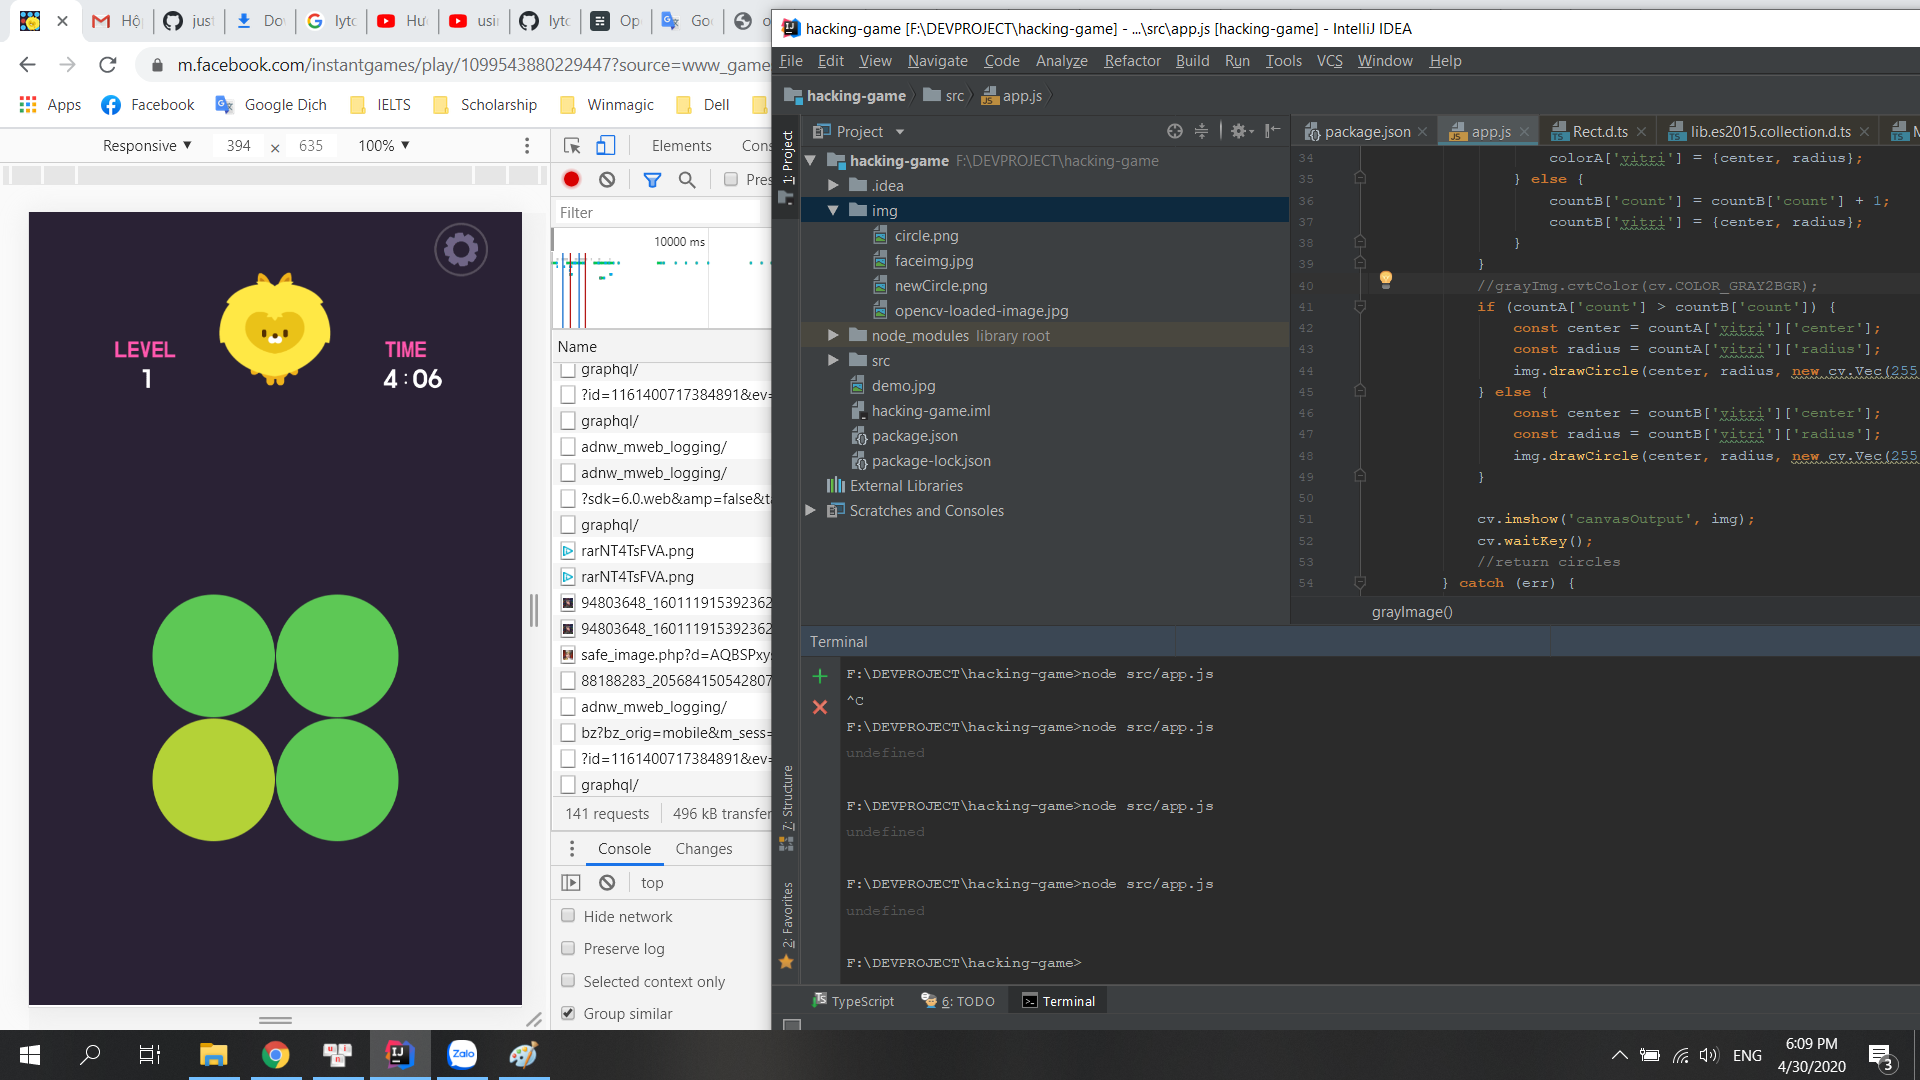 Hộ
just
Do
lytc
Hư
usin
lytc
Op
Goo
o
m.facebook.com/instantgames/play/1099543880229447?source=www_game
Apps
Facebook
Google Dịch
IELTS
Scholarship
Winmagic
Dell
Responsive ▼
394 × 635
100% ▼
Elements
Cons
Pres
Filter
10000 ms
Name
graphql/
?id=1161400717384891&ev=
graphql/
adnw_mweb_logging/
adnw_mweb_logging/
?sdk=6.0.web&amp=false&ta
graphql/
rarNT4TsFVA.png
rarNT4TsFVA.png
94803648_160111915392362
94803648_160111915392362
safe_image.php?d=AQBSPxys
88188283_205684150542807
adnw_mweb_logging/
bz?bz_orig=mobile&m_sess=
?id=1161400717384891&ev=
graphql/
141 requests
496 kB transfer
Console
Changes
top
Hide network
Preserve log
Selected context only
Group similar
LEVEL
1
TIME
4:06
hacking-game [F:\DEVPROJECT\hacking-game] - ...\src\app.js [hacking-game] - IntelliJ IDEA
File Edit View Navigate Code Analyze Refactor Build Run Tools VCS Window Help
hacking-game
src
app.js
1: Project
Project
hacking-game F:\DEVPROJECT\hacking-game
.idea
img
circle.png
faceimg.jpg
newCircle.png
opencv-loaded-image.jpg
node_modules library root
src
demo.jpg
hacking-game.iml
package.json
package-lock.json
External Libraries
Scratches and Consoles
7: Structure
2: Favorites
package.json
app.js
Rect.d.ts
lib.es2015.collection.d.ts
34 colorA['vitri'] = {center, radius};
35 } else {
36 countB['count'] = countB['count'] + 1;
37 countB['vitri'] = {center, radius};
38 }
39 }
40 //grayImg.cvtColor(cv.COLOR_GRAY2BGR);
41 if (countA['count'] > countB['count']) {
42 const center = countA['vitri']['center'];
43 const radius = countA['vitri']['radius'];
44 img.drawCircle(center, radius, new cv.Vec(255
45 } else {
46 const center = countB['vitri']['center'];
47 const radius = countB['vitri']['radius'];
48 img.drawCircle(center, radius, new cv.Vec(255
49 }
50
51 cv.imshow('canvasOutput', img);
52 cv.waitKey();
53 //return circles
54 } catch (err) {
grayImage()
Terminal
F:\DEVPROJECT\hacking-game>node src/app.js
^C
F:\DEVPROJECT\hacking-game>node src/app.js
undefined
F:\DEVPROJECT\hacking-game>node src/app.js
undefined
F:\DEVPROJECT\hacking-game>node src/app.js
undefined
F:\DEVPROJECT\hacking-game>
TypeScript
6: TODO
Terminal
Zalo
ENG
6:09 PM
4/30/2020
3